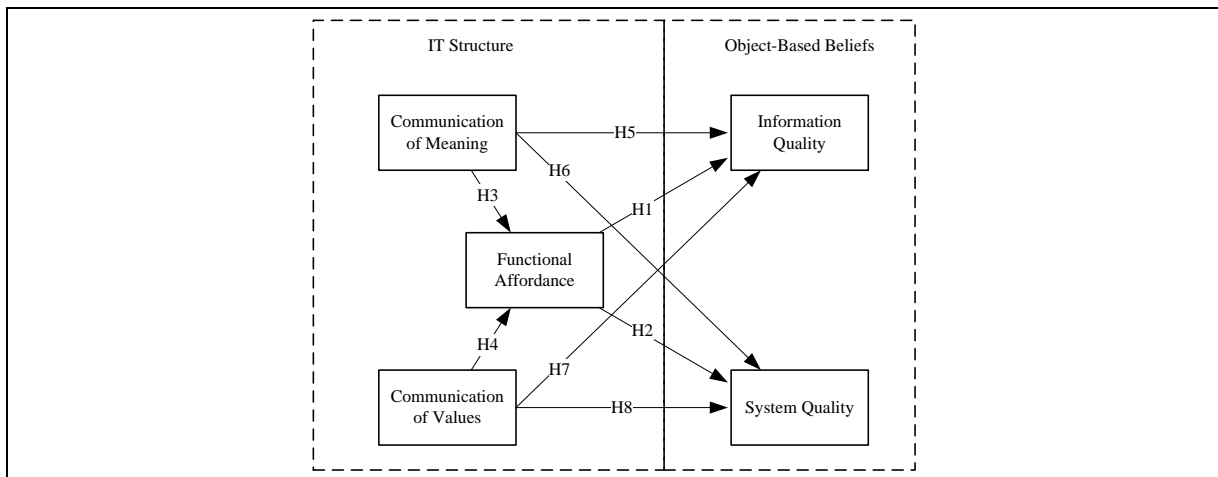 IT Structure
Object-Based Beliefs
Communication
of Meaning
H5
Information
Quality
H6
H3
H1
Functional
Affordance
H2
H4
H7
Communication
of Values
H8
System Quality